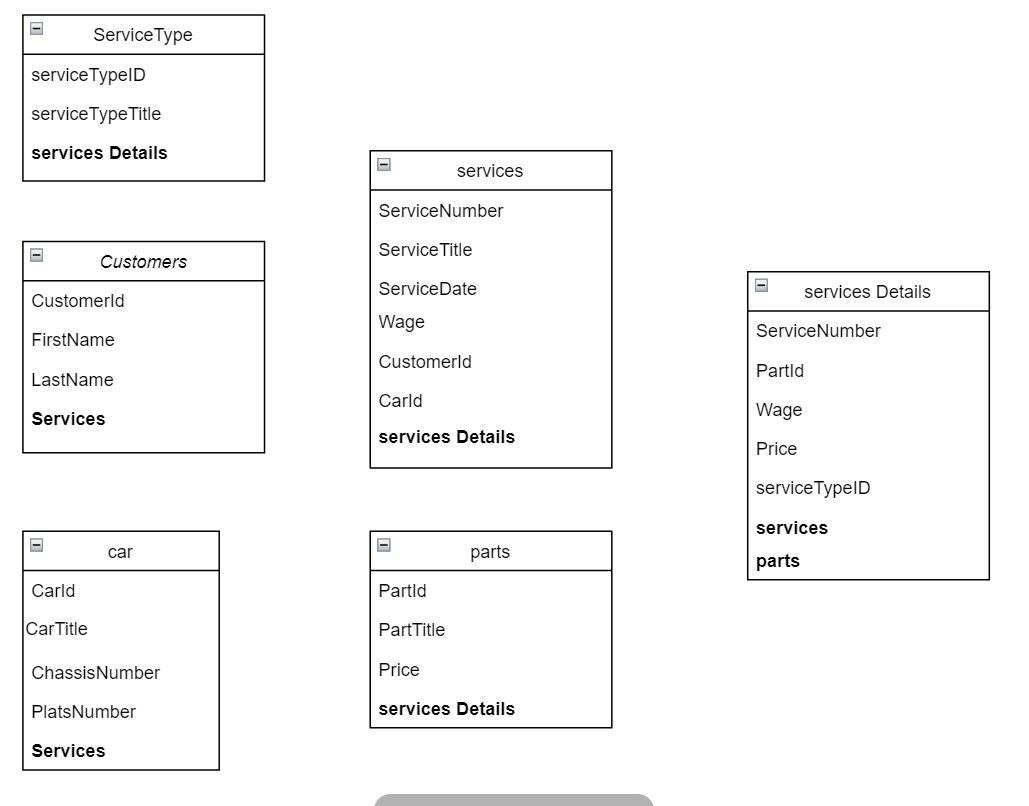 ServiceType
serviceTypeID
serviceTypeTitle
services Details
Customers
CustomerId
FirstName
LastName
Services
car
CarId
CarTitle
ChassisNumber
PlatsNumber
Services
services
ServiceNumber
ServiceTitle
ServiceDate
Wage
CustomerId
CarId
services Details
parts
PartId
PartTitle
Price
services Details
services Details
ServiceNumber
PartId
Wage
Price
serviceTypeID
services
parts